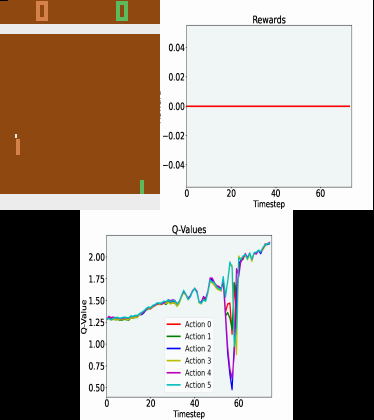 0 0
Rewards
0.04
0.02
0.00
−0.02
−0.04
0 20 40 60
Timestep
Q-Values
Q-Value
2.00
1.75
1.50
1.25
1.00
0.75
0.50
Action 0
Action 1
Action 2
Action 3
Action 4
Action 5
0 20 40 60
Timestep